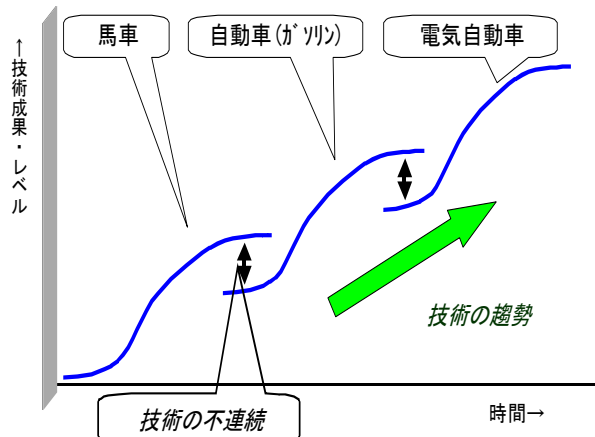 馬車
自動車(ガソリン)
電気自動車
↑技術成果・レベル
技術の趨勢
技術の不連続
時間→